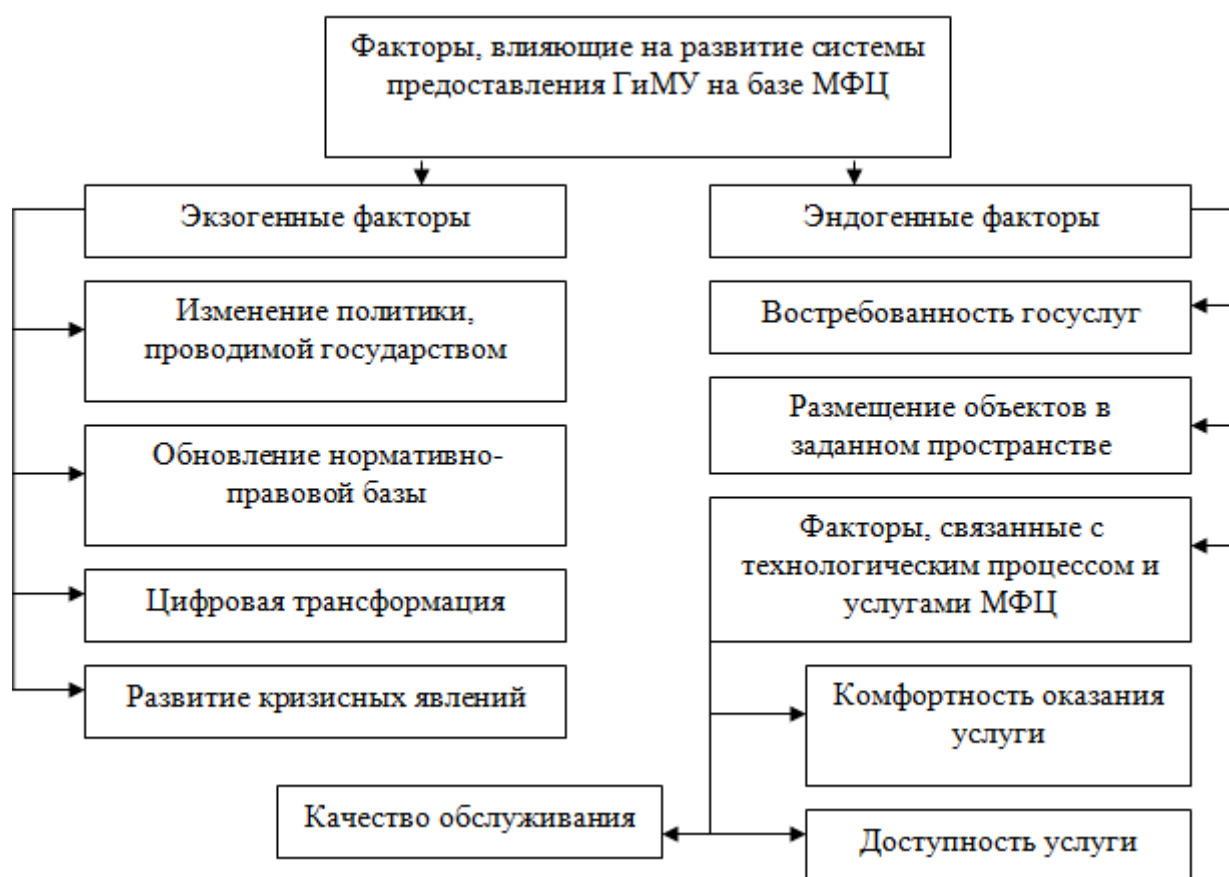 Факторы, влияющие на развитие системы
предоставления ГиМУ на базе МФЦ
Экзогенные факторы
Изменение политики,
проводимой государством
Обновление нормативно-
правовой базы
Цифровая трансформация
Развитие кризисных явлений
Эндогенные факторы
Востребованность госуслуг
Размещение объектов в
заданном пространстве
Факторы, связанные с
технологическим процессом и
услугами МФЦ
Комфортность оказания
услуги
Качество обслуживания
Доступность услуги